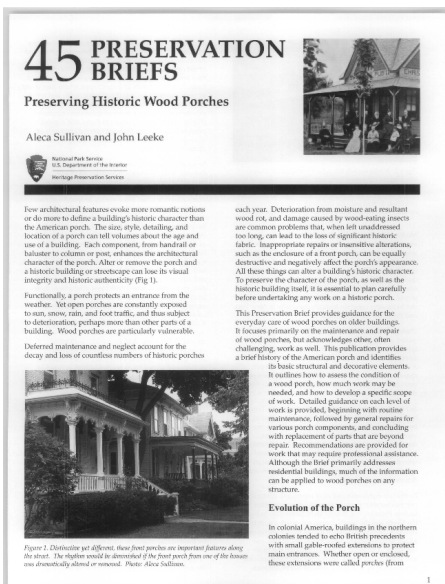 45 PRESERVATION
BRIEFS
Preserving Historic Wood Porches
Aleca Sullivan and John Leeke
National Park Service
U.S. Department of the Interior
Heritage Preservation Services
Few architectural features evoke more romantic notions
or do more to define a building's historic character than
the American porch. The size, style, detailing, and
location of a porch can tell volumes about the age and
use of a building. Each component, from handrail or
baluster to column or post, enhances the architectural
character of the porch. Alter or remove the porch and
a historic building or streetscape can lose its visual
integrity and historic authenticity (Fig 1).
Functionally, a porch protects an entrance from the
weather. Yet open porches are constantly exposed
to sun, snow, rain, and foot traffic, and thus subject
to deterioration, perhaps more than other parts of a
building. Wood porches are particularly vulnerable.
Deferred maintenance and neglect account for the
decay and loss of countless numbers of historic porches
each year. Deterioration from moisture and resultant
wood rot, and damage caused by wood-eating insects
are common problems that, when left unaddressed
too long, can lead to the loss of significant historic
fabric. Inappropriate repairs or insensitive alterations,
such as the enclosure of a front porch, can be equally
destructive and negatively affect the porch's appearance.
All these things can alter a building's historic character.
To preserve the character of the porch, as well as the
historic building itself, it is essential to plan carefully
before undertaking any work on a historic porch.
This Preservation Brief provides guidance for the
everyday care of wood porches on older buildings.
It focuses primarily on the maintenance and repair
of wood porches, but acknowledges other, often
challenging, work as well. This publication provides
a brief history of the American porch and identifies
its basic structural and decorative elements.
It outlines how to assess the condition of
a wood porch, how much work may be
needed, and how to develop a specific scope
of work. Detailed guidance on each level of
work is provided, beginning with routine
maintenance, followed by general repairs for
various porch components, and concluding
with replacement of parts that are beyond
repair. Recommendations are provided for
work that may require professional assistance.
Although the Brief primarily addresses
residential buildings, much of the information
can be applied to wood porches on any
structure.
Evolution of the Porch
In colonial America, buildings in the northern
colonies tended to echo British precedents
with small gable-roofed extensions to protect
main entrances. Whether open or enclosed,
these extensions were called porches (from
Figure 1. Distinctive yet different, these front porches are important features along
the street. The rhythm would be diminished if the front porch from one of the houses
was dramatically altered or removed. Photo: Aleca Sullivan.
1